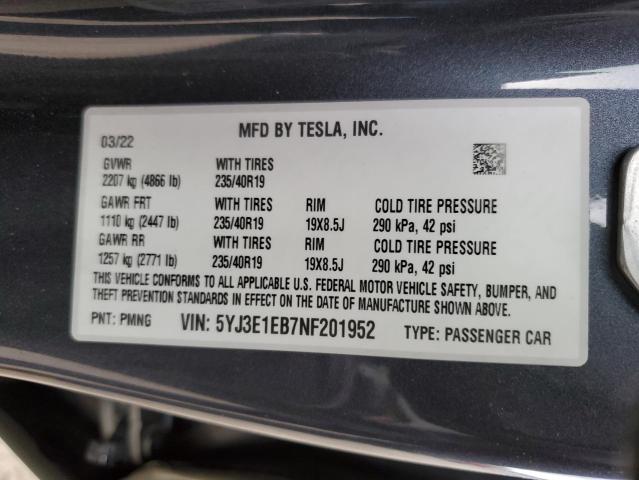 03/22 MFD BY TESLA, INC.
GVWR WITH TIRES
2207 kg (4866 lb) 235/40R19
GAWR FRT WITH TIRES RIM COLD TIRE PRESSURE
1110 kg (2447 lb) 235/40R19 19X8.5J 290 kPa, 42 psi
GAWR RR WITH TIRES RIM COLD TIRE PRESSURE
1257 kg (2771 lb) 235/40R19 19X8.5J 290 kPa, 42 psi
THIS VEHICLE CONFORMS TO ALL APPLICABLE U.S. FEDERAL MOTOR VEHICLE SAFETY, BUMPER, AND
THEFT PREVENTION STANDARDS IN EFFECT ON THE DATE OF MANUFACTURE SHOWN ABOVE.
PNT: PMNG VIN: 5YJ3E1EB7NF201952 TYPE: PASSENGER CAR